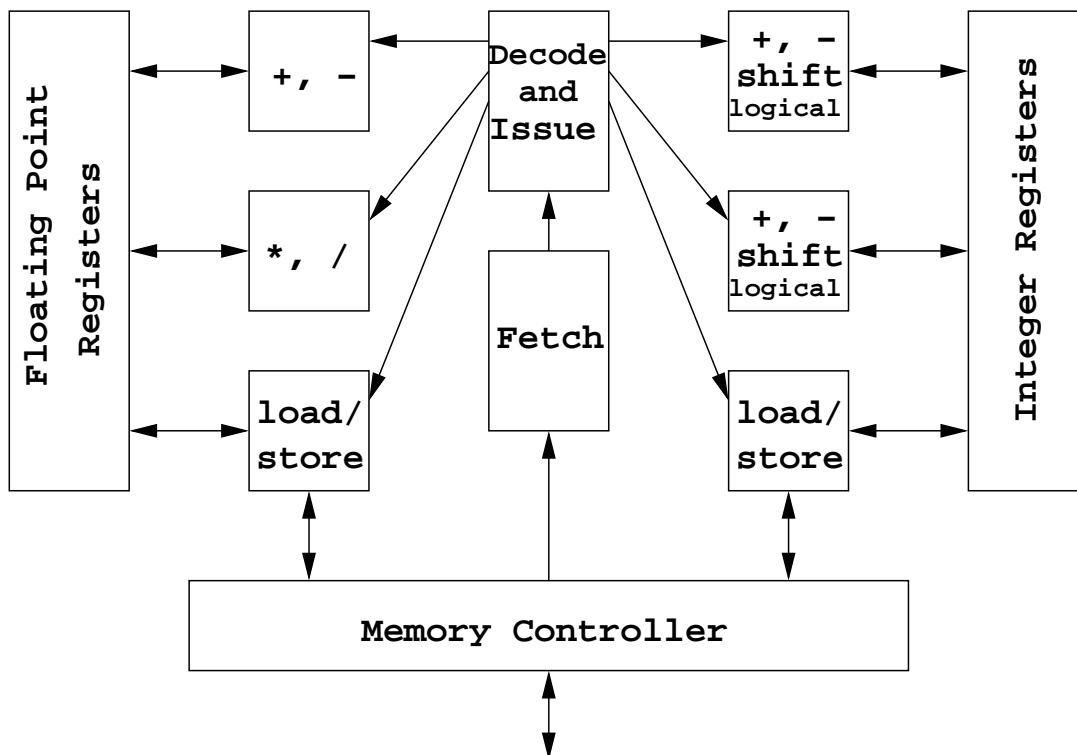 Floating Point
Registers
+, -
*, /
load/
store
Decode
and
Issue
Fetch
+, -
shift
logical
+, -
shift
logical
load/
store
Integer Registers
Memory Controller